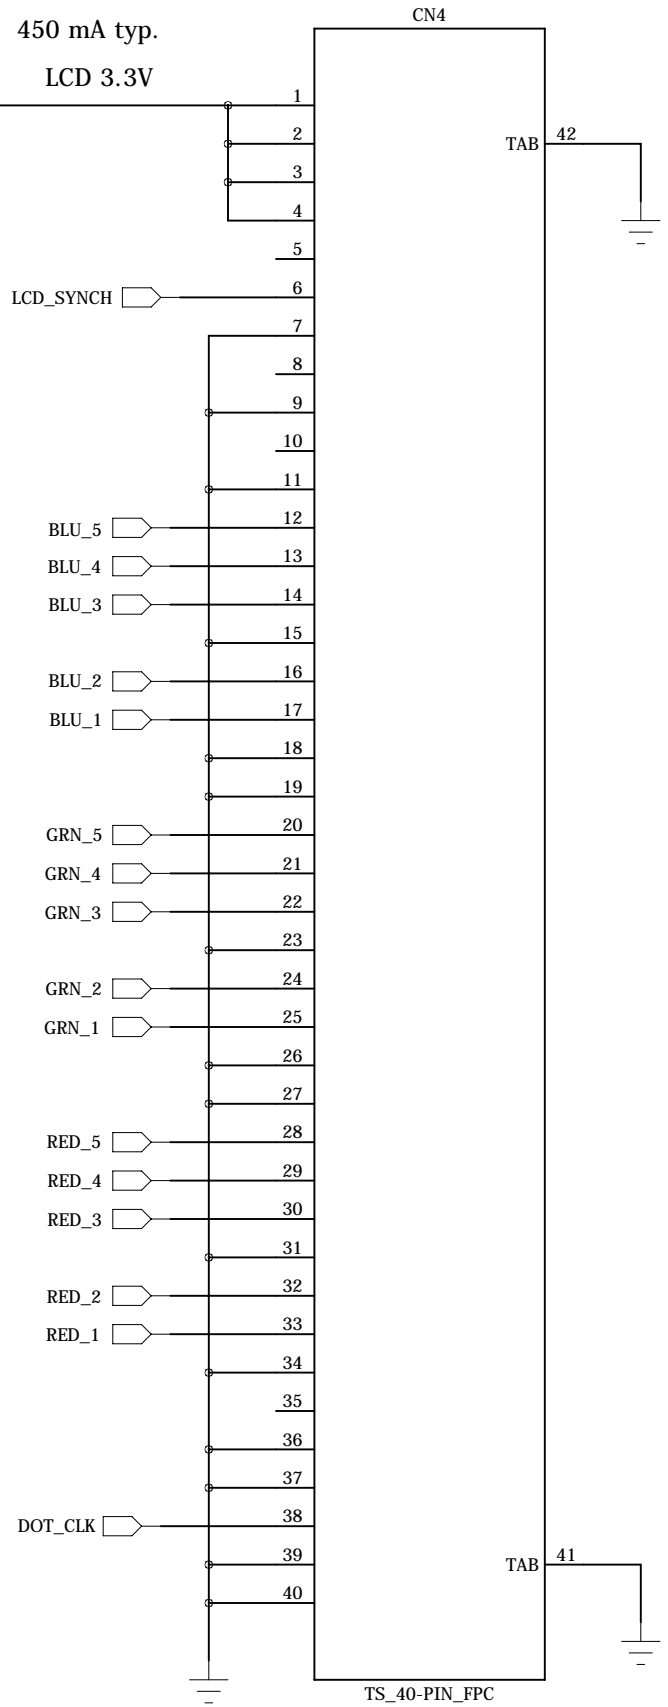 CN4
450 mA typ.
LCD 3.3V
1
2
TAB 42
3
4
5
LCD_SYNCH 6
7
8
9
10
11
BLU_5 12
BLU_4 13
BLU_3 14
15
BLU_2 16
BLU_1 17
18
19
GRN_5 20
GRN_4 21
GRN_3 22
23
GRN_2 24
GRN_1 25
26
27
RED_5 28
RED_4 29
RED_3 30
31
RED_2 32
RED_1 33
34
35
36
37
DOT_CLK 38
39
TAB 41
40
TS_40-PIN_FPC